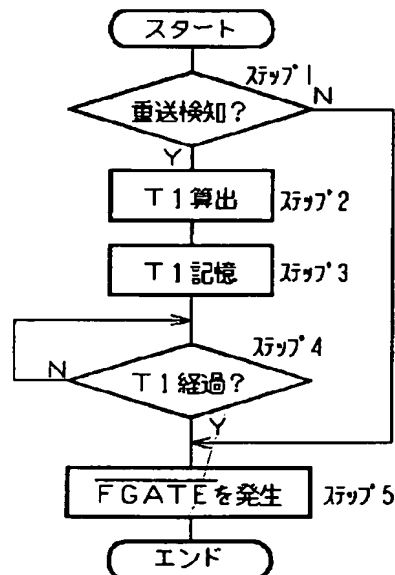 スタート
ステップ1
重送検知?
N
Y
T1算出
ステップ2
T1記憶
ステップ3
ステップ4
N
T1経過?
Y
FGATEを発生
ステップ5
エンド